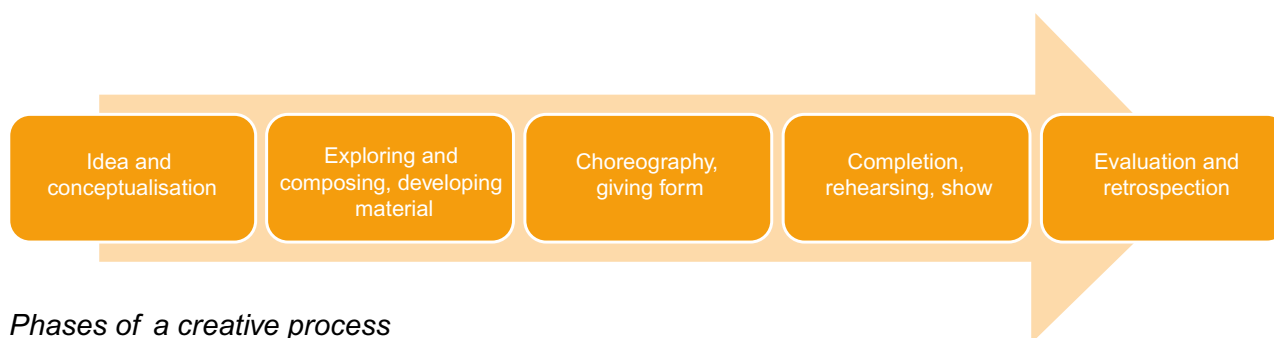 Idea and
conceptualisation
Exploring and
composing, developing
material
Choreography,
giving form
Completion,
rehearsing, show
Evaluation and
retrospection
Phases of a creative process